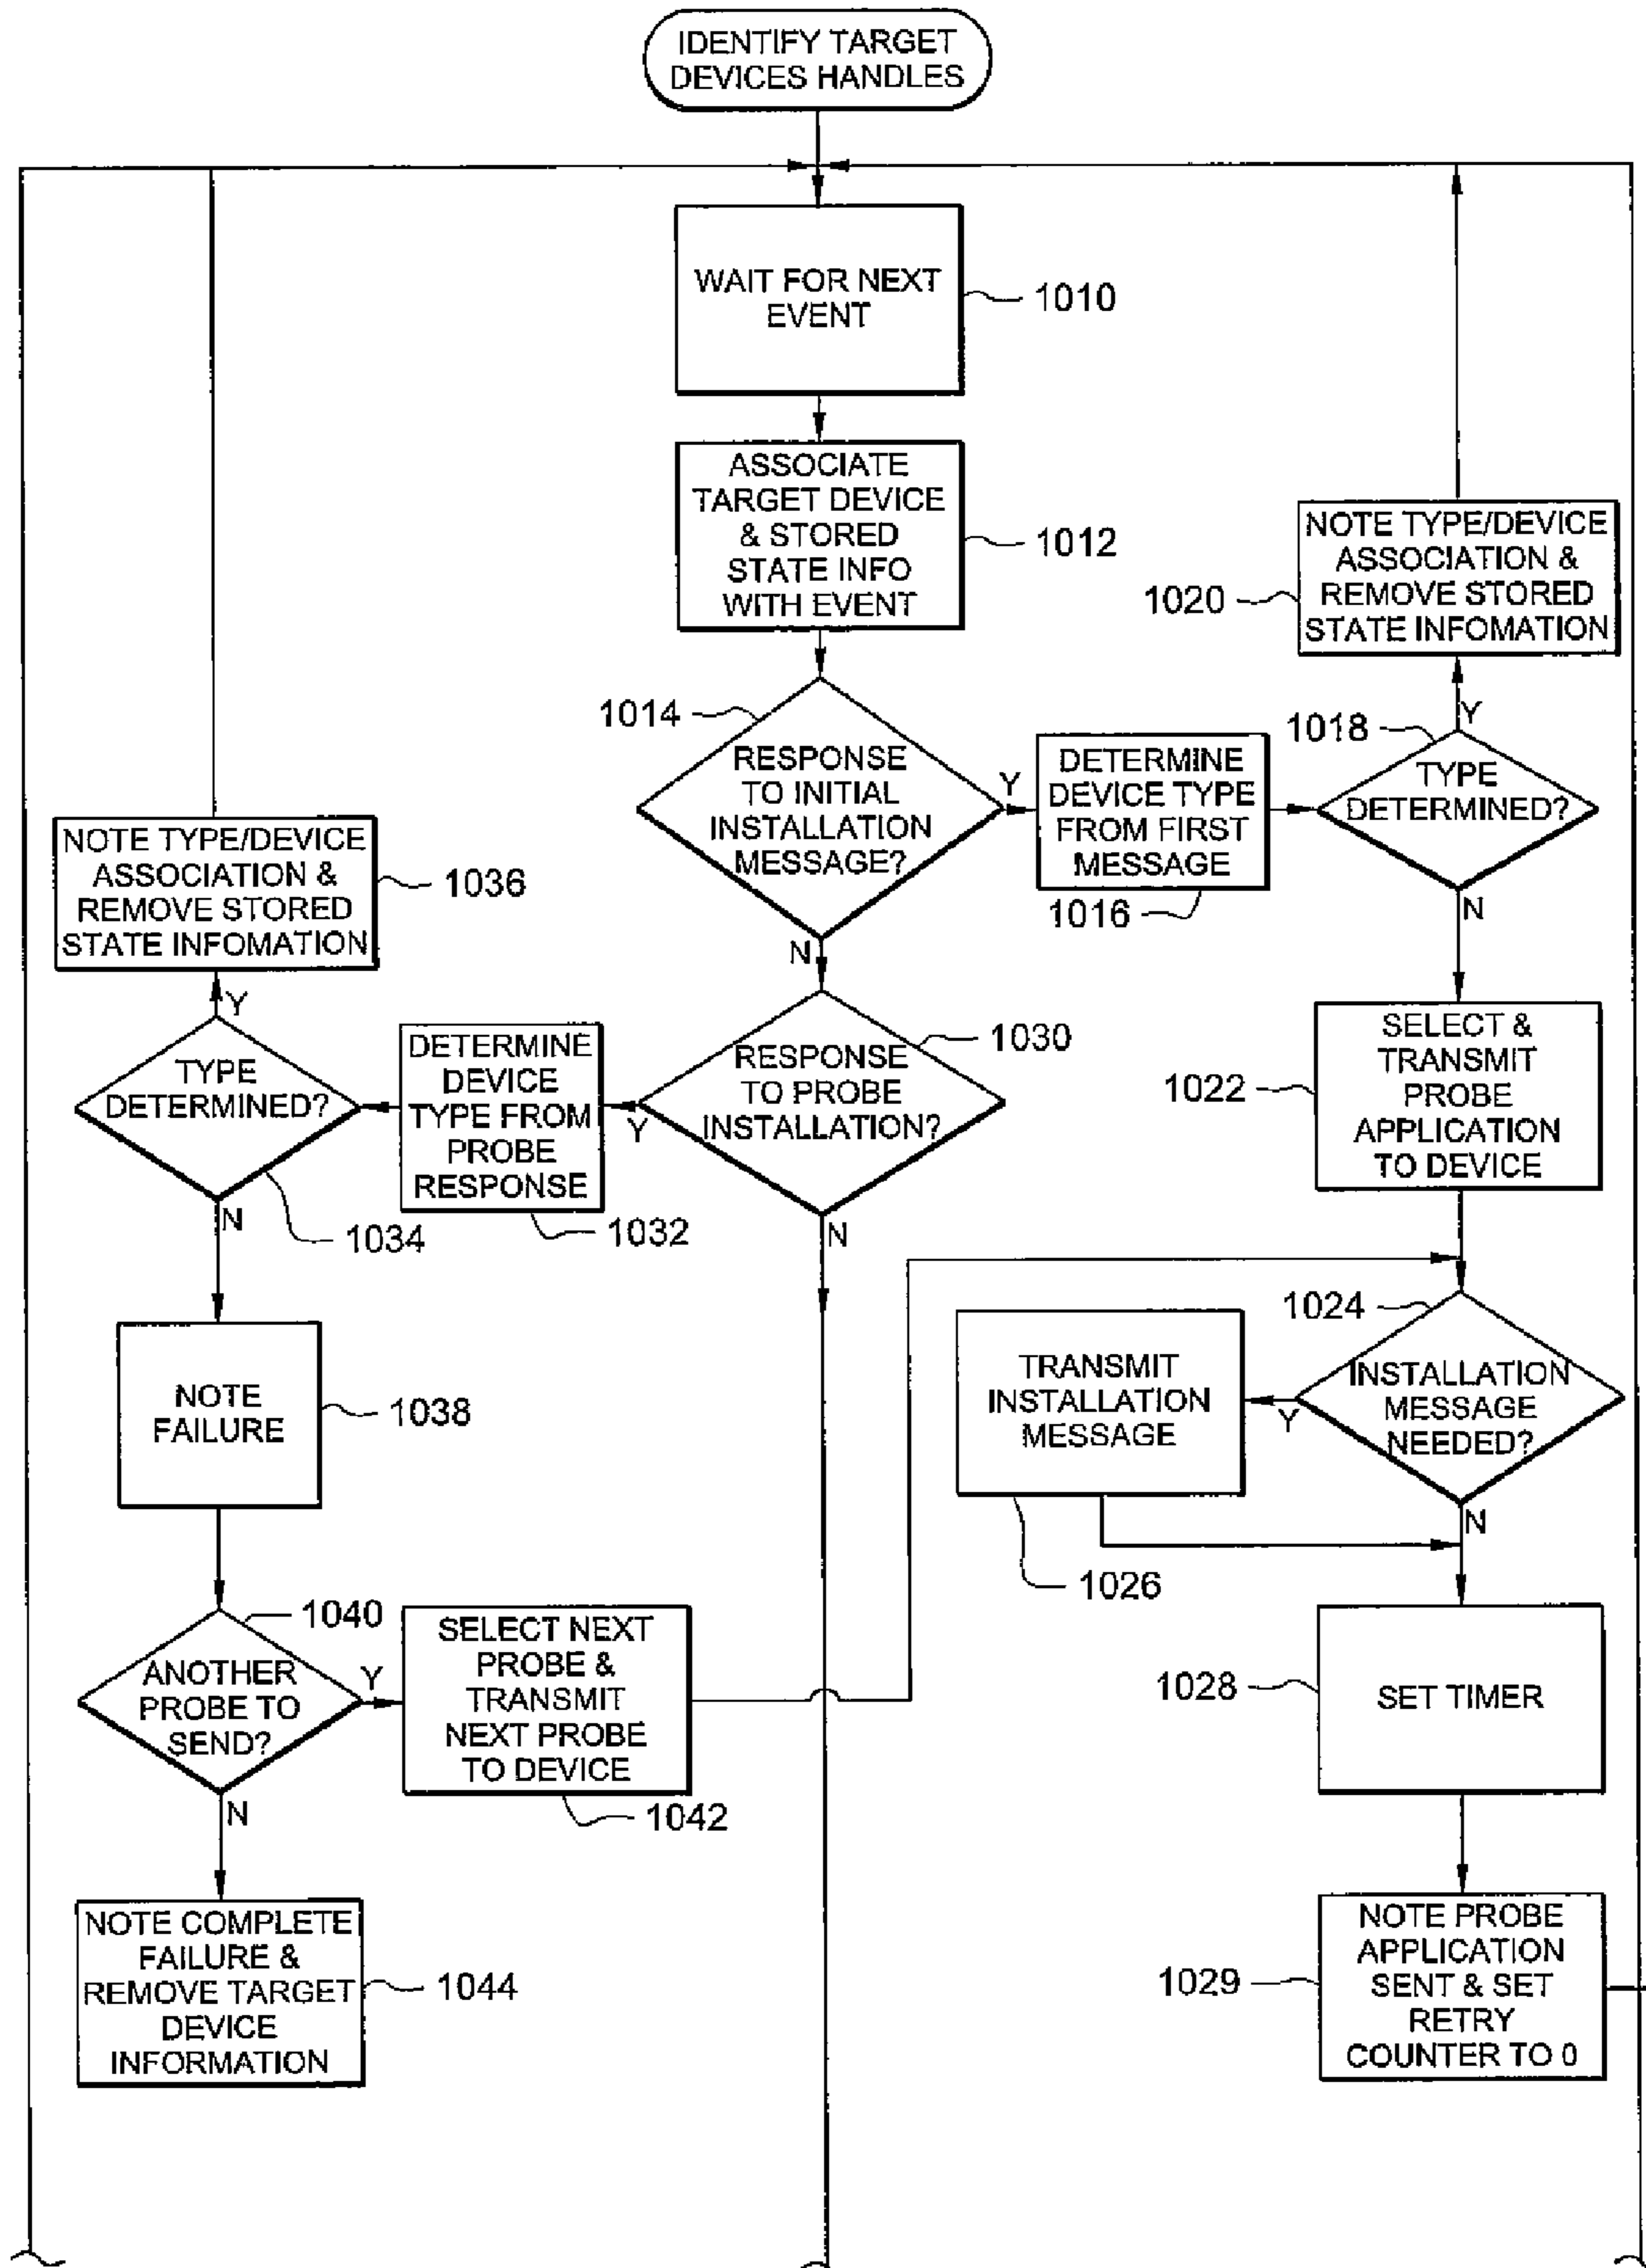 IDENTIFY TARGET
DEVICES HANDLES
WAIT FOR NEXT
EVENT
1010
ASSOCIATE
TARGET DEVICE
& STORED
STATE INFO
WITH EVENT
1012
NOTE TYPE/DEVICE
ASSOCIATION &
REMOVE STORED
STATE INFOMATION
1020
1014
RESPONSE
TO INITIAL
INSTALLATION
MESSAGE?
Y
N
DETERMINE
DEVICE TYPE
FROM FIRST
MESSAGE
1016
1018
TYPE
DETERMINED?
Y
N
NOTE TYPE/DEVICE
ASSOCIATION &
REMOVE STORED
STATE INFOMATION
1036
Y
TYPE
DETERMINED?
N
1034
DETERMINE
DEVICE
TYPE FROM
PROBE
RESPONSE
1032
RESPONSE
TO PROBE
INSTALLATION?
1030
Y
N
SELECT &
TRANSMIT
PROBE
APPLICATION
TO DEVICE
1022
1024
INSTALLATION
MESSAGE
NEEDED?
Y
N
TRANSMIT
INSTALLATION
MESSAGE
1026
NOTE
FAILURE
1038
1040
ANOTHER
PROBE TO
SEND?
Y
N
SELECT NEXT
PROBE &
TRANSMIT
NEXT PROBE
TO DEVICE
1042
1028
SET TIMER
NOTE COMPLETE
FAILURE &
REMOVE TARGET
DEVICE
INFORMATION
1044
1029
NOTE PROBE
APPLICATION
SENT & SET
RETRY
COUNTER TO 0